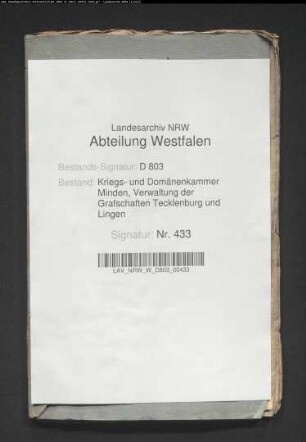 Landesarchiv NRW
Abteilung Westfalen
Bestands-Signatur: D 803
Bestand: Kriegs- und Domänenkammer
Minden, Verwaltung der
Grafschaften Tecklenburg und
Lingen
Signatur: Nr. 433
LAV_NRW_W_D803_00433